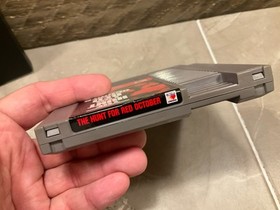 THE HUNT FOR RED OCTOBER